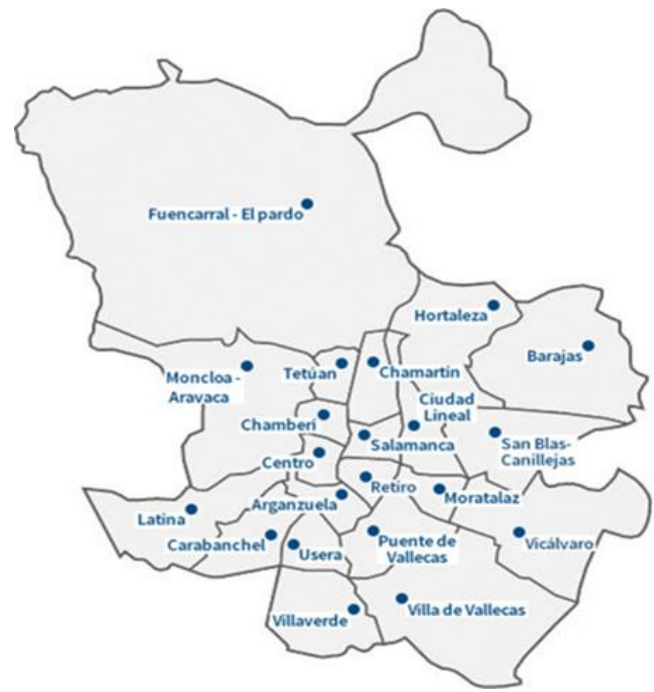 Fuencarral - El pardo
Hortaleza
Barajas
Moncloa -
Aravaca
Tetúan
Chamartín
Ciudad
Lineal
Chamberí
Salamanca
San Blas-
Canillejas
Centro
Retiro
Moratalaz
Arganzuela
Latina
Carabanchel
Usera
Puente de
Vallecas
Vicálvaro
Villaverde
Villa de Vallecas